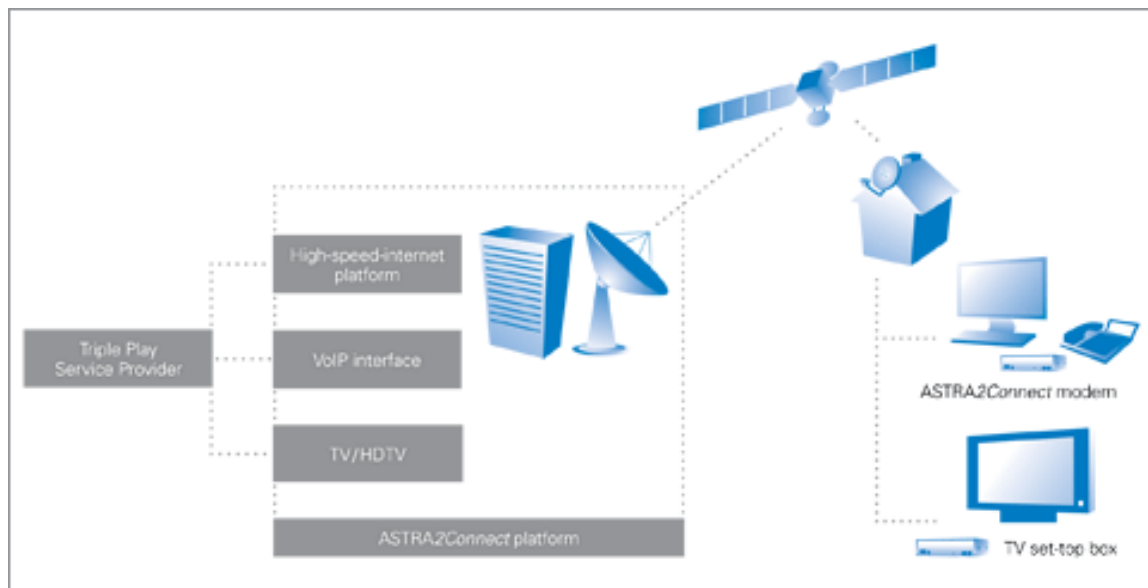 High-speed-internet
platform
Triple Play
Service Provider
VoIP interface
TV/HDTV
ASTRA2Connect platform
ASTRA2Connect modem
TV set-top box